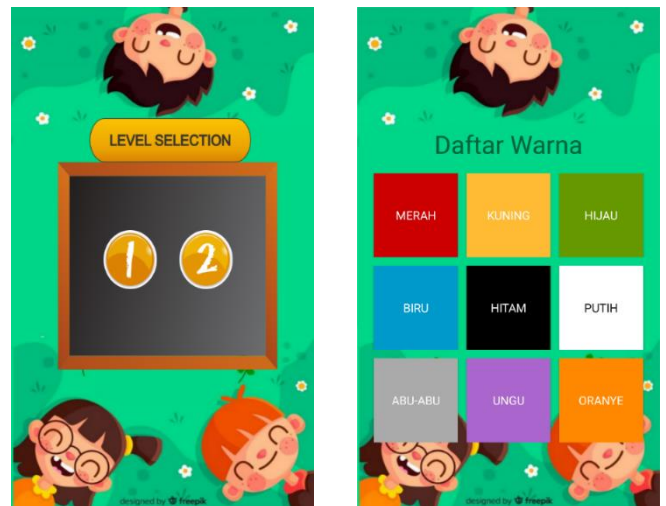 LEVEL SELECTION
1 2
designed by freepik
Daftar Warna
MERAH KUNING HIJAU
BIRU HITAM PUTIH
ABU-ABU UNGU ORANYE
designed by freepik